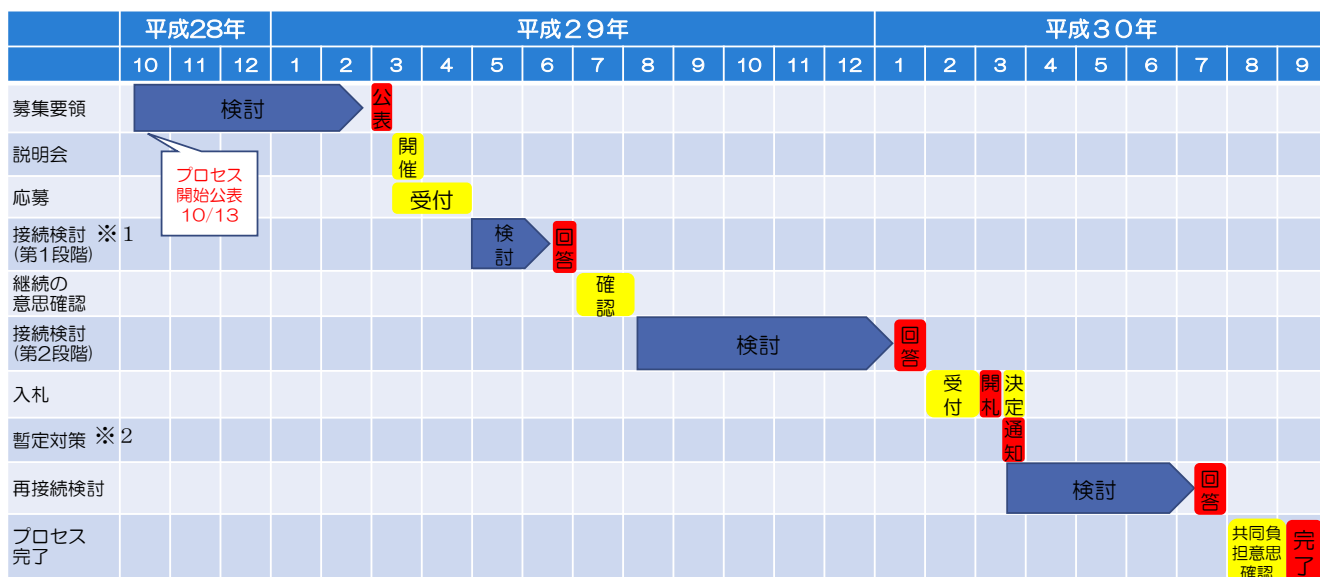 平成28年 平成29年 平成30年
10 11 12 1 2 3 4 5 6 7 8 9 10 11 12 1 2 3 4 5 6 7 8 9
募集要領
検討
公
表
説明会
開
催
プロセス
開始公表
10/13
応募
受付
接続検討 ※1
(第1段階)
検
討
回
答
継続の
意思確認
確
認
接続検討
(第2段階)
検討
回
答
入札
受
付
開
札
決
定
暫定対策 ※2
通
知
再接続検討
検討
回
答
プロセス
完了
共同負
担意思
確認
完
了